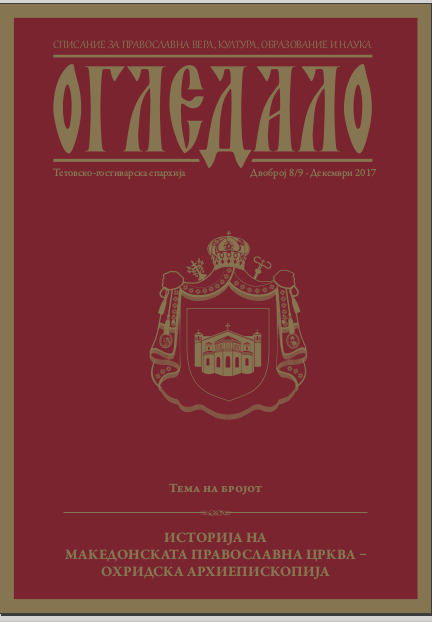 СПИСАНИЕ ЗА ПРАВОСЛАВНА ВЕРА, КУЛТУРА, ОБРАЗОВАНИЕ И НАУКА
ОГЛЕДАЛО
Тетовско-гостиварска епархија Двоброј 8/9 - Декември 2017
Тема на бројот
ИСТОРИЈА НА
МАКЕДОНСКАТА ПРАВОСЛАВНА ЦРКВА –
ОХРИДСКА АРХИЕПИСКОПИЈА